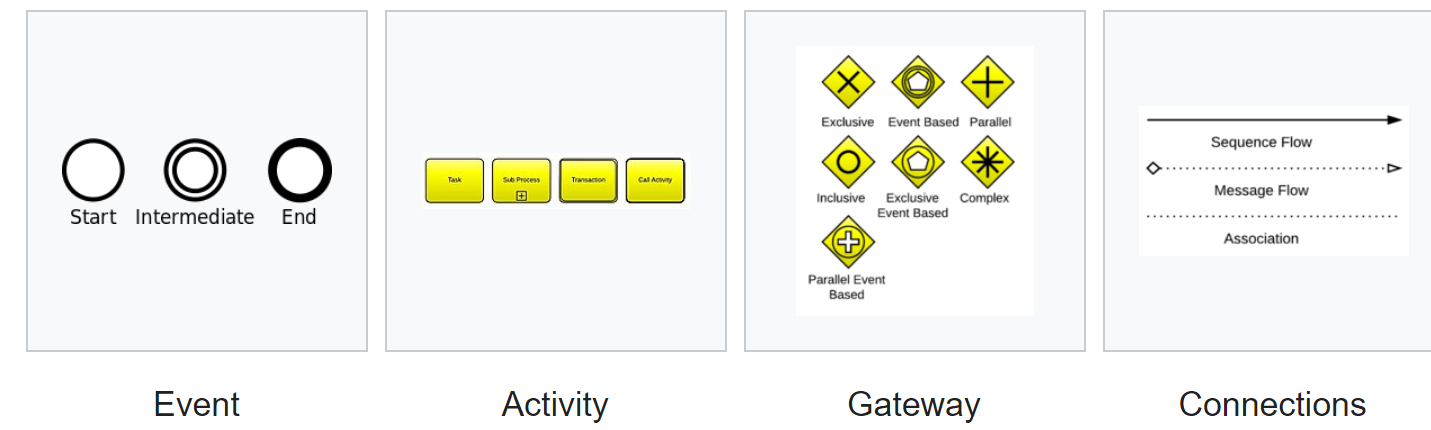 Start Intermediate End
Task Sub Process Transaction Call Activity
Exclusive Event Based Parallel
Inclusive Exclusive Event Based Complex
Parallel Event Based
Sequence Flow
Message Flow
Association
Event Activity Gateway Connections